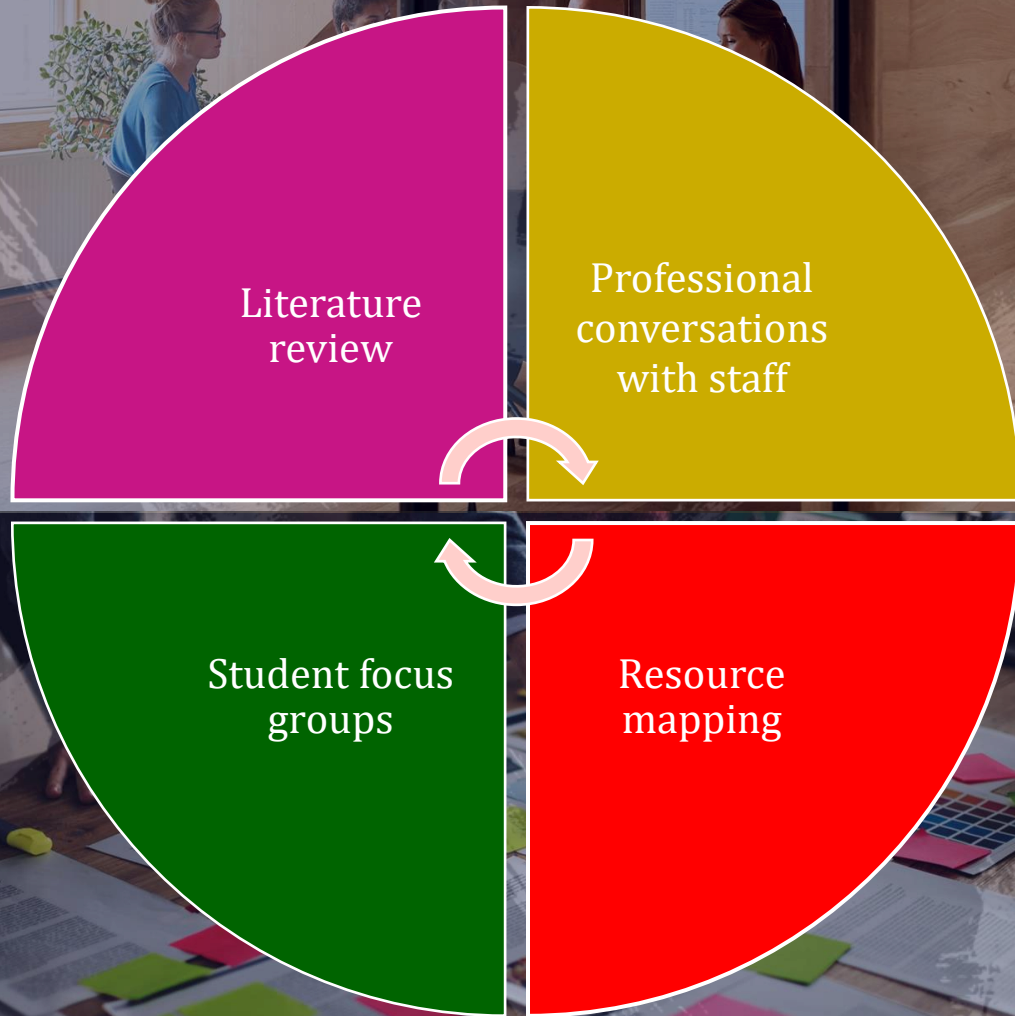 Literature
review
Professional
conversations
with staff
Student focus
groups
Resource
mapping